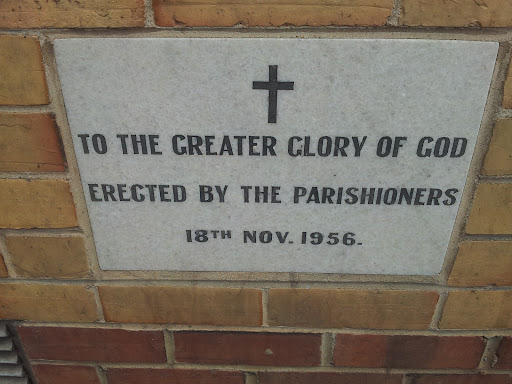 TO THE GREATER GLORY OF GOD
ERECTED BY THE PARISHIONERS
18TH NOV. 1956.